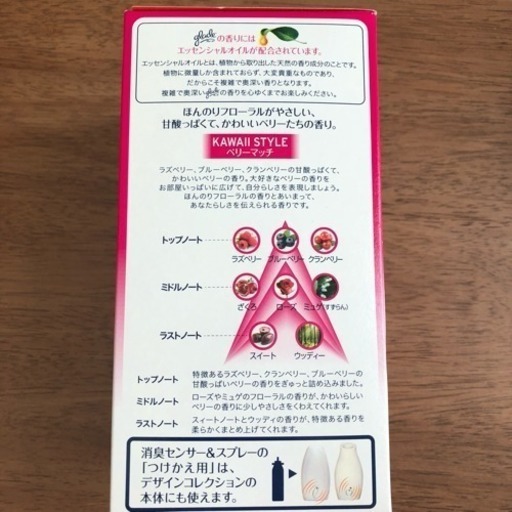 gladeの香りには
エッセンシャルオイルが配合されています。
エッセンシャルオイルとは、植物から取り出した天然の香り成分のことです。
植物に微量しか含まれておらず、大変貴重なものであり、
だからこそ複雑で奥深い香りとなります。
複雑で奥深いgladeの香りを心ゆくまでお楽しみください。
ほんのりフローラルがやさしい、
甘酸っぱくて、かわいいベリーたちの香り。
KAWAII STYLE
ベリーマッチ
ラズベリー、ブルーベリー、クランベリーの甘酸っぱくて、
かわいいベリーの香り。大好きなベリーの香りを
お部屋いっぱいに広げて、自分らしさを表現しましょう。
ほんのりフローラルの香りとあいまって、
あなたらしさを伝えられる香りです。
トップノート
ラズベリー ブルーベリー クランベリー
ミドルノート
ざくろ ローズ ミュゲ(すずらん)
ラストノート
スイート ウッディー
トップノート 特徴あるラズベリー、クランベリー、ブルーベリーの
甘酸っぱいベリーの香りをぎゅっと詰め込みました。
ミドルノート ローズやミュゲのフローラルの香りが、かわいらしい
ベリーの香りに少しやさしさをくわえてくれます。
ラストノート スイートノートとウッディの香りが、特徴ある香りを
柔らかくまとめ上げてくれます。
消臭センサー&スプレーの
「つけかえ用」は、
デザインコレクションの
本体にも使えます。